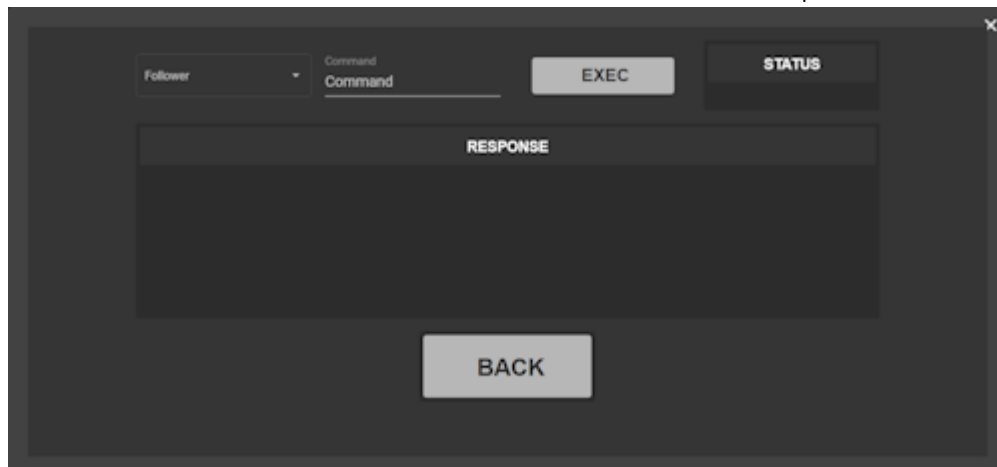 Follower
Command
Command
EXEC
STATUS
RESPONSE
BACK